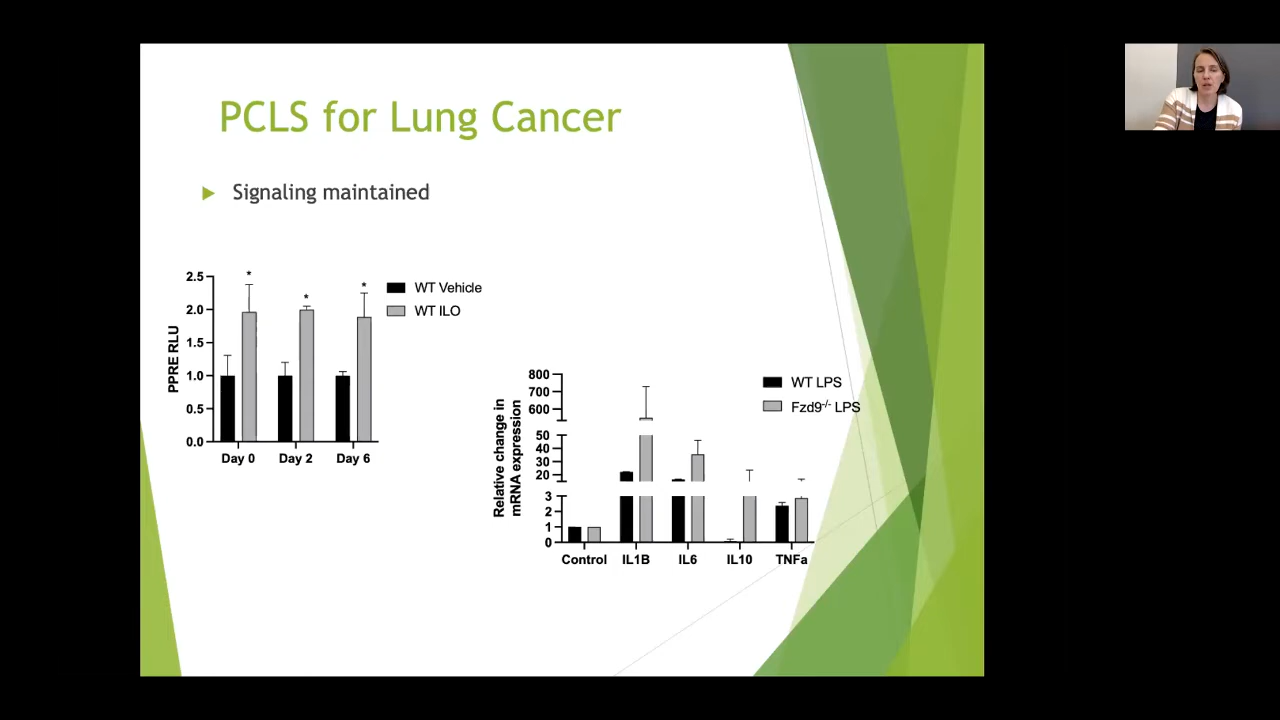 PCLS for Lung Cancer
Signaling maintained
PPRE RLU
2.5
2.0
1.5
1.0
0.5
0.0
* * *
Day 0 Day 2 Day 6
WT Vehicle
WT ILO
Relative change in
mRNA expression
800
700
600
50
40
30
20
3
2
1
0
Control IL1B IL6 IL10 TNFa
WT LPS
Fzd9-/- LPS